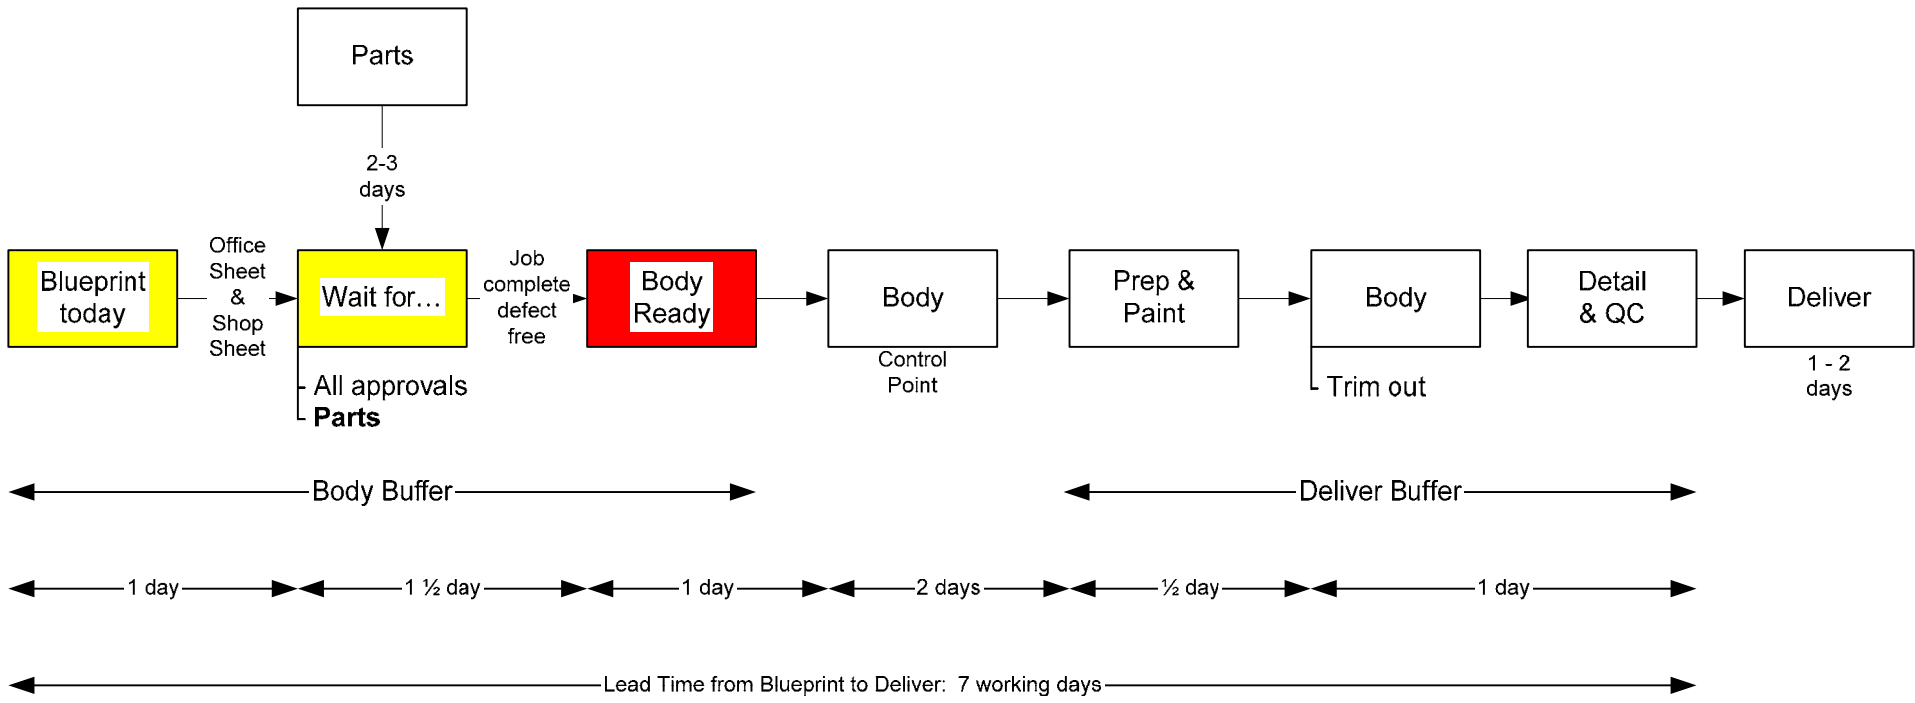 Parts
2-3
days
Blueprint
today
Office
Sheet
&
Shop
Sheet
Wait for...
Job
complete
defect
free
Body
Ready
Body
Prep &
Paint
Body
Detail
& QC
Deliver
Control
Point
1 - 2
days
All approvals
Parts
Trim out
Body Buffer
Deliver Buffer
1 day
1 ½ day
1 day
2 days
½ day
1 day
Lead Time from Blueprint to Deliver:  7 working days